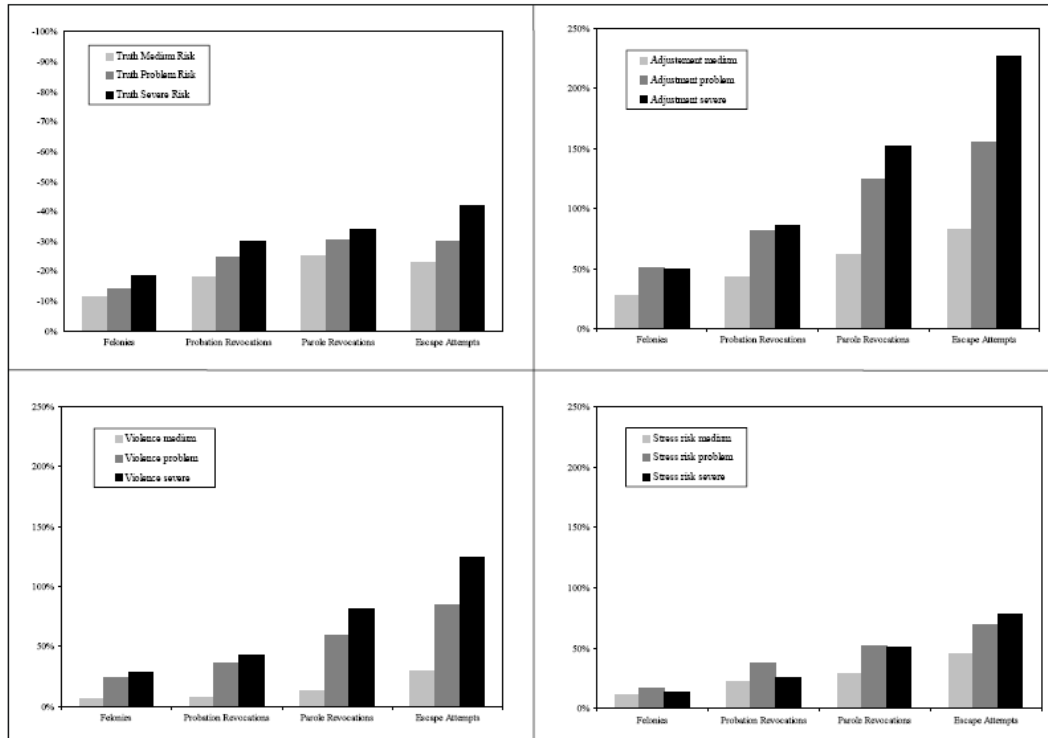 -100%
-90%
-80%
-70%
-60%
-50%
-40%
-30%
-20%
-10%
0%
Truth Medium Risk
Truth Problem Risk
Truth Severe Risk
Felonies Probation Revocations Parole Revocations Escape Attempts
250%
200%
150%
100%
50%
0%
Adjustement medium
Adjustment problem
Adjustment severe
Felonies Probation Revocations Parole Revocations Escape Attempts
250%
200%
150%
100%
50%
0%
Violence medium
Violence problem
Violence severe
Felonies Probation Revocations Parole Revocations Escape Attempts
250%
200%
150%
100%
50%
0%
Stress risk medium
Stress risk problem
Stress risk severe
Felonies Probation Revocations Parole Revocations Escape Attempts